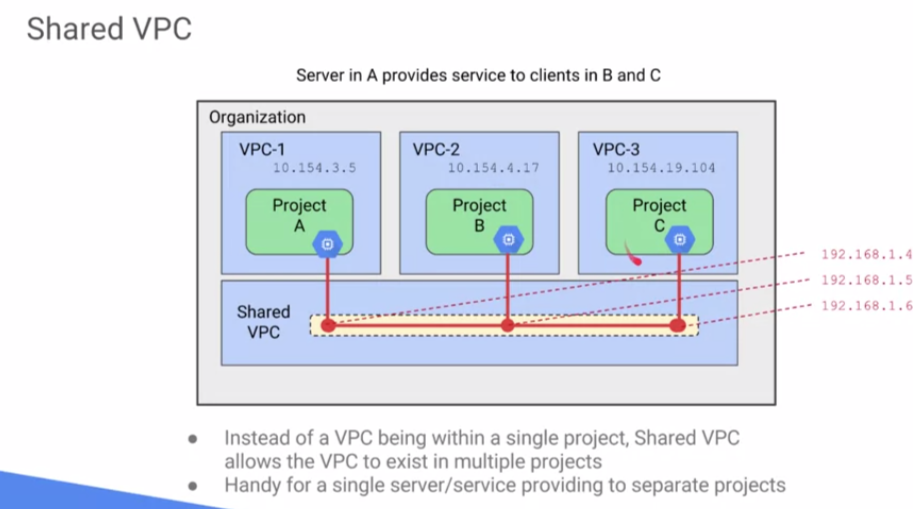 Shared VPC
Server in A provides service to clients in B and C
Organization
VPC-1
10.154.3.5
Project
A
VPC-2
10.154.4.17
Project
B
VPC-3
10.154.19.104
Project
C
192.168.1.4
192.168.1.5
192.168.1.6
Shared
VPC
● Instead of a VPC being within a single project, Shared VPC
allows the VPC to exist in multiple projects
● Handy for a single server/service providing to separate projects